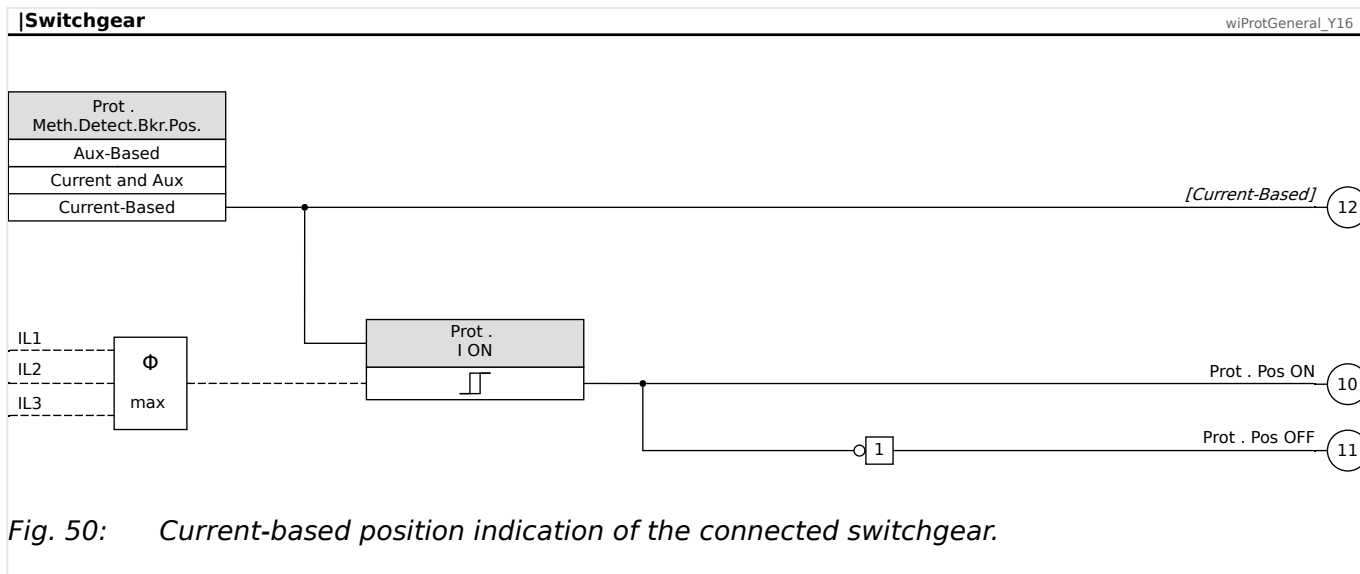 |Switchgear
wiProtGeneral_Y16
Prot .
Meth.Detect.Bkr.Pos.
Aux-Based
Current and Aux
Current-Based
[Current-Based]
12
IL1
IL2
IL3
Φ
max
Prot .
I ON
Prot . Pos ON
10
Prot . Pos OFF
11
1
Fig. 50: Current-based position indication of the connected switchgear.